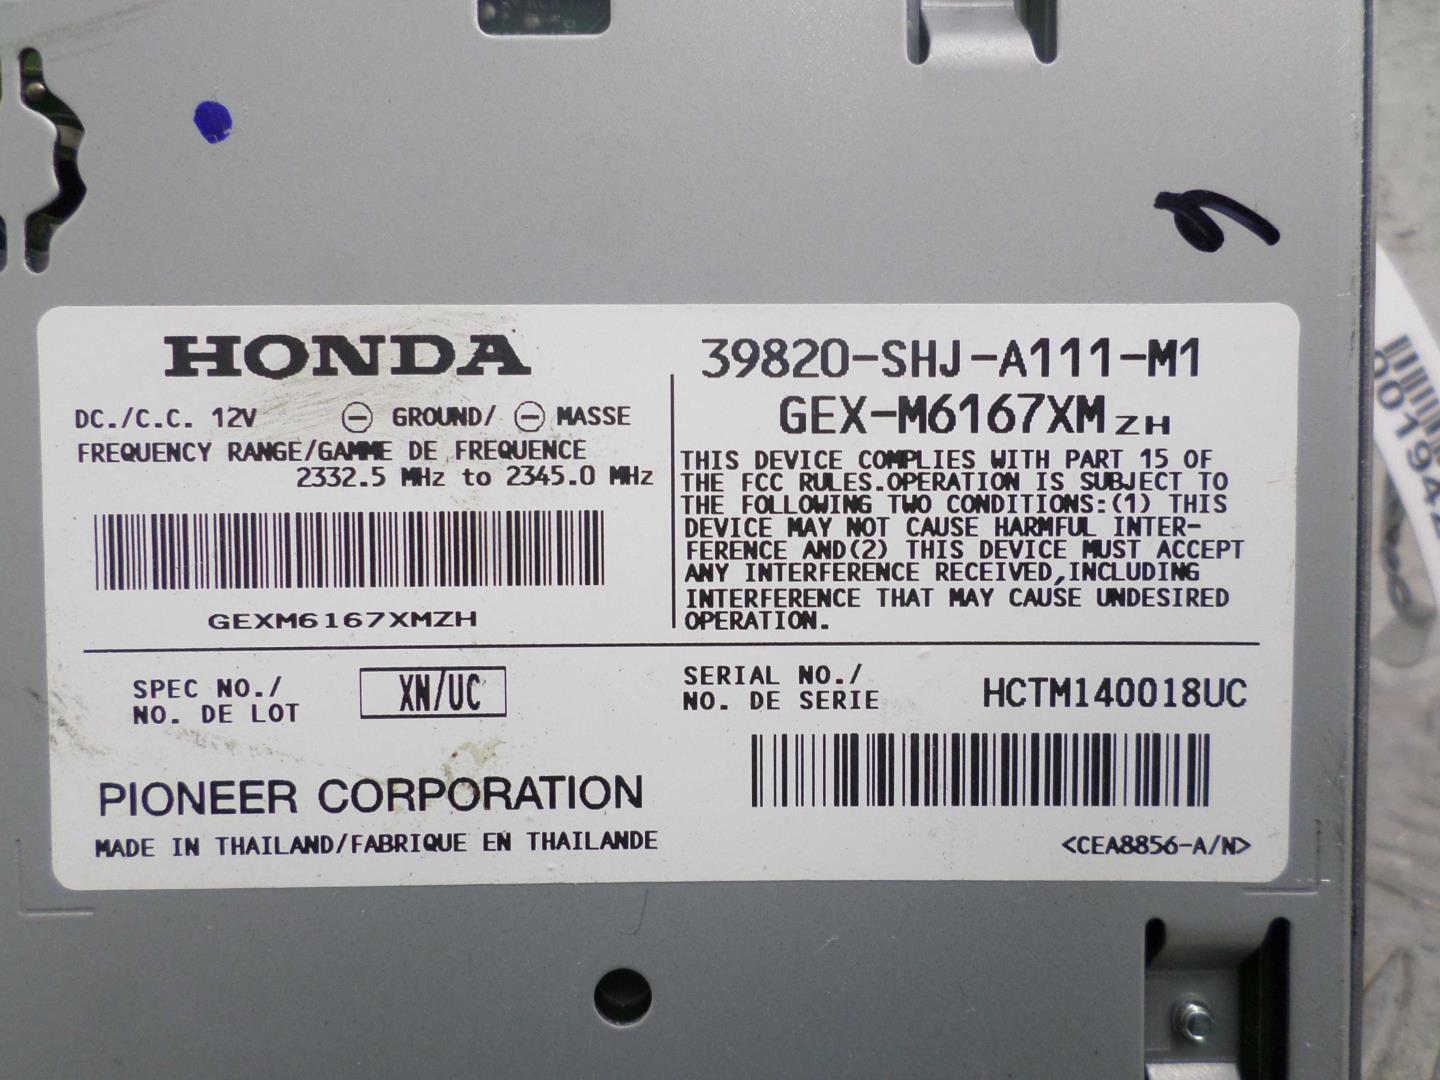 HONDA
DC./C.C. 12V ⊖ GROUND/ ⊖ MASSE
FREQUENCY RANGE/GAMME DE FREQUENCE
2332.5 MHz to 2345.0 MHz
GEXM6167XMZH
39820-SHJ-A111-M1
GEX-M6167XM ZH
THIS DEVICE COMPLIES WITH PART 15 OF
THE FCC RULES.OPERATION IS SUBJECT TO
THE FOLLOWING TWO CONDITIONS:(1) THIS
DEVICE MAY NOT CAUSE HARMFUL INTER-
FERENCE AND(2) THIS DEVICE MUST ACCEPT
ANY INTERFERENCE RECEIVED,INCLUDING
INTERFERENCE THAT MAY CAUSE UNDESIRED
OPERATION.
SPEC NO./
NO. DE LOT
XN/UC
SERIAL NO./
NO. DE SERIE
HCTM140018UC
PIONEER CORPORATION
MADE IN THAILAND/FABRIQUE EN THAILANDE
<CEA8856-A/N>